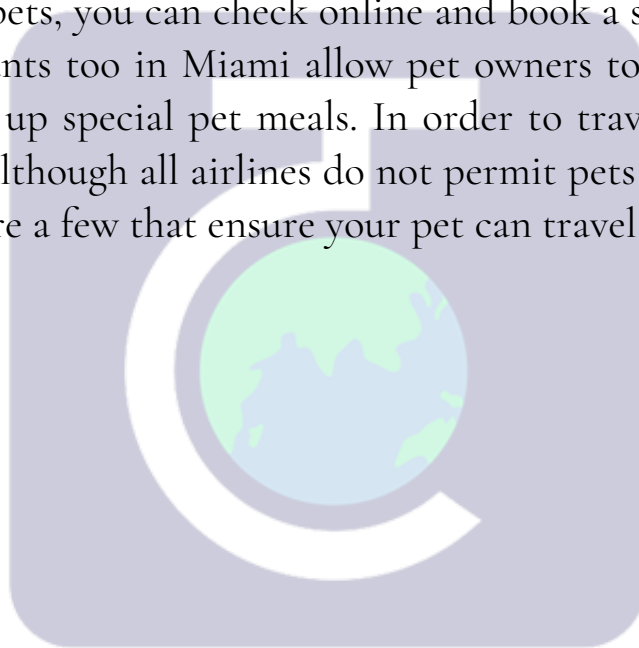 pets, you can check online and book a s
nts too in Miami allow pet owners to
up special pet meals. In order to trav
lthough all airlines do not permit pets
re a few that ensure your pet can travel